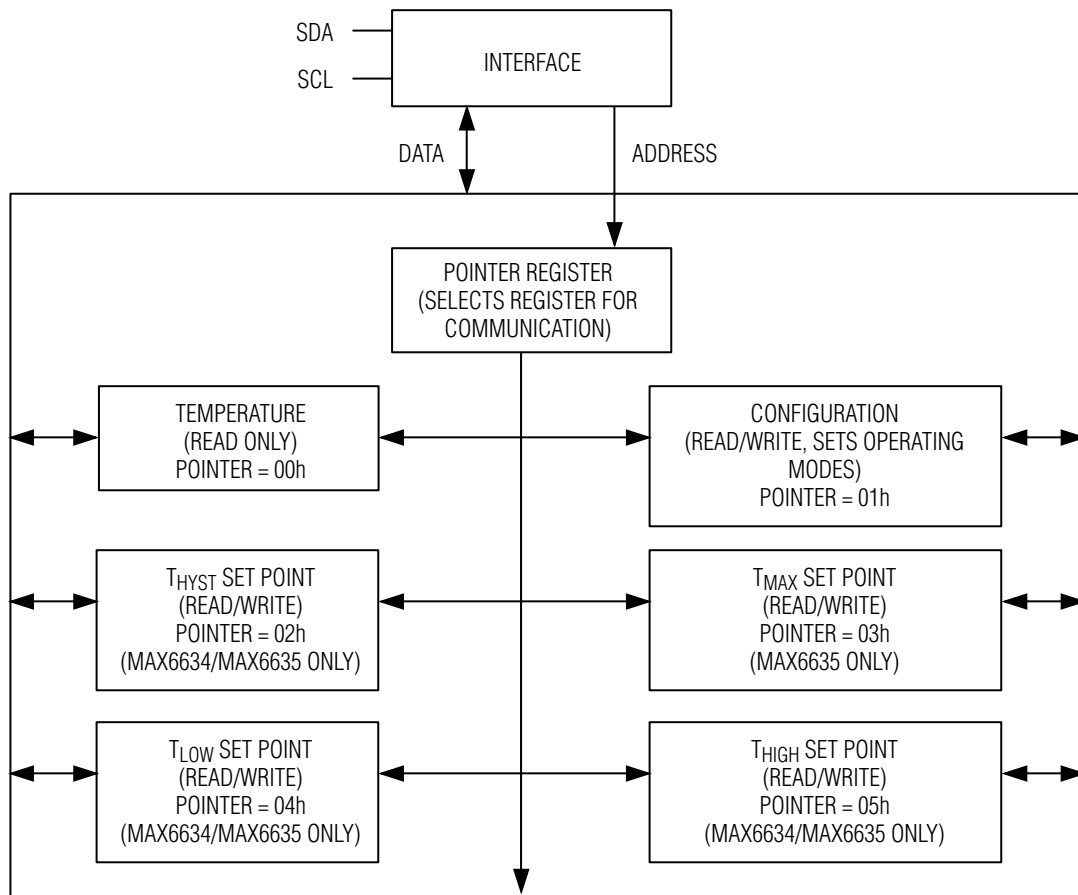 SDA
SCL
INTERFACE
DATA
ADDRESS
POINTER REGISTER
(SELECTS REGISTER FOR
COMMUNICATION)
TEMPERATURE
(READ ONLY)
POINTER = 00h
CONFIGURATION
(READ/WRITE, SETS OPERATING
MODES)
POINTER = 01h
THYST SET POINT
(READ/WRITE)
POINTER = 02h
(MAX6634/MAX6635 ONLY)
TMAX SET POINT
(READ/WRITE)
POINTER = 03h
(MAX6635 ONLY)
TLOW SET POINT
(READ/WRITE)
POINTER = 04h
(MAX6634/MAX6635 ONLY)
THIGH SET POINT
(READ/WRITE)
POINTER = 05h
(MAX6634/MAX6635 ONLY)